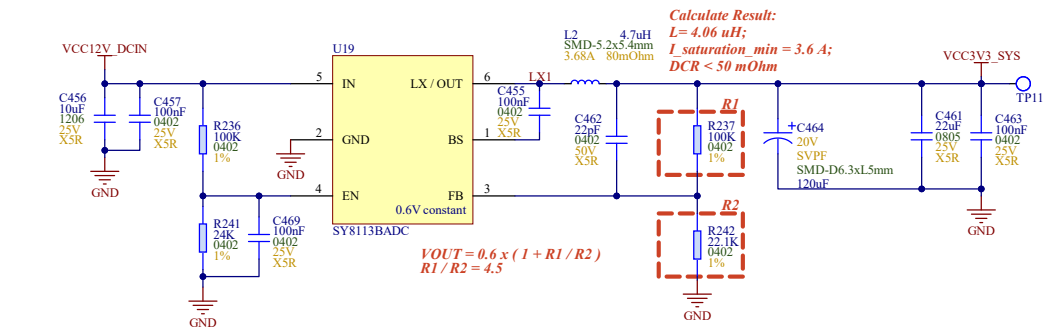 Calculate Result:
L= 4.06 uH;
I_saturation_min = 3.6 A;
DCR < 50 mOhm
VCC12V_DCIN
U19
L2 4.7uH
SMD-5.2x5.4mm
3.68A 80mOhm
VCC3V3_SYS
5 IN
LX / OUT 6
LX1
TP11
C456
10uF
1206
25V
X5R
C457
100nF
0402
25V
X5R
GND
R236
100K
0402
1%
2 GND
GND
BS 1
C455
100nF
0402
25V
X5R
C462
22pF
0402
50V
X5R
R1
R237
100K
0402
1%
+
C464
20V
SVPF
SMD-D6.3xL5mm
120uF
C461
22uF
0805
25V
X5R
C463
100nF
0402
25V
X5R
GND
4 EN
FB 3
0.6V constant
SY8113BADC
R241
24K
0402
1%
C469
100nF
0402
25V
X5R
GND
VOUT = 0.6 x ( 1 + R1 / R2 )
R1 / R2 = 4.5
R2
R242
22.1K
0402
1%
GND